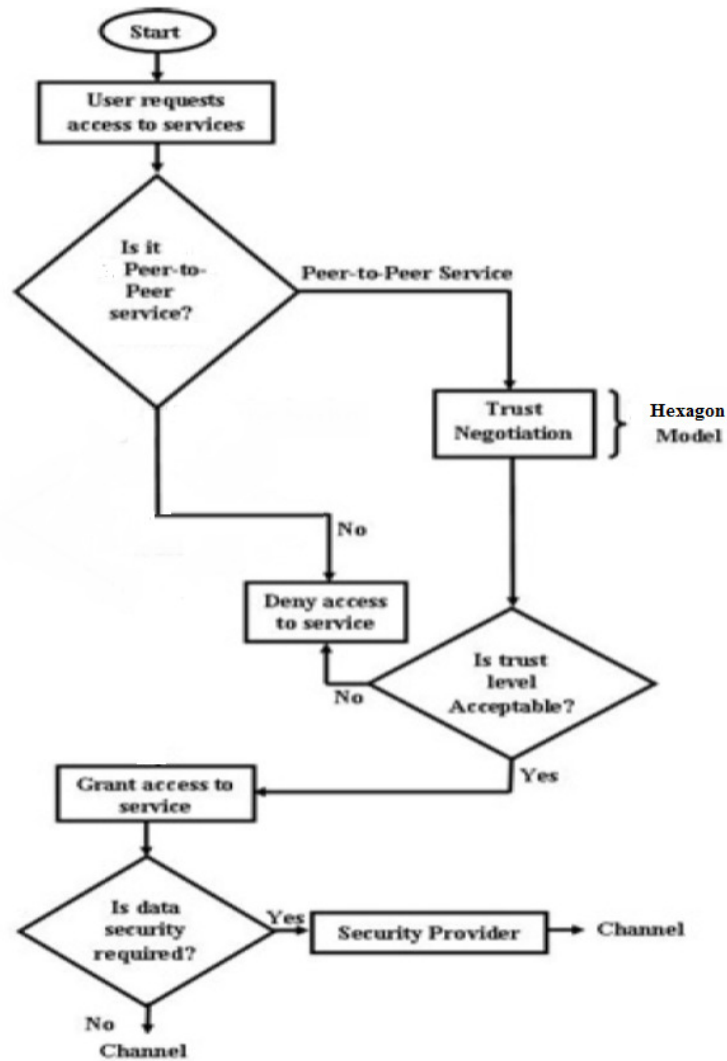 Start
User requests
access to services
Is it
Peer-to-
Peer
service?
Peer-to-Peer Service
Trust
Negotiation
Hexagon
Model
No
Deny access
to service
Is trust
level
Acceptable?
No
Yes
Grant access to
service
Is data
security
required?
Yes
Security Provider
Channel
No
Channel